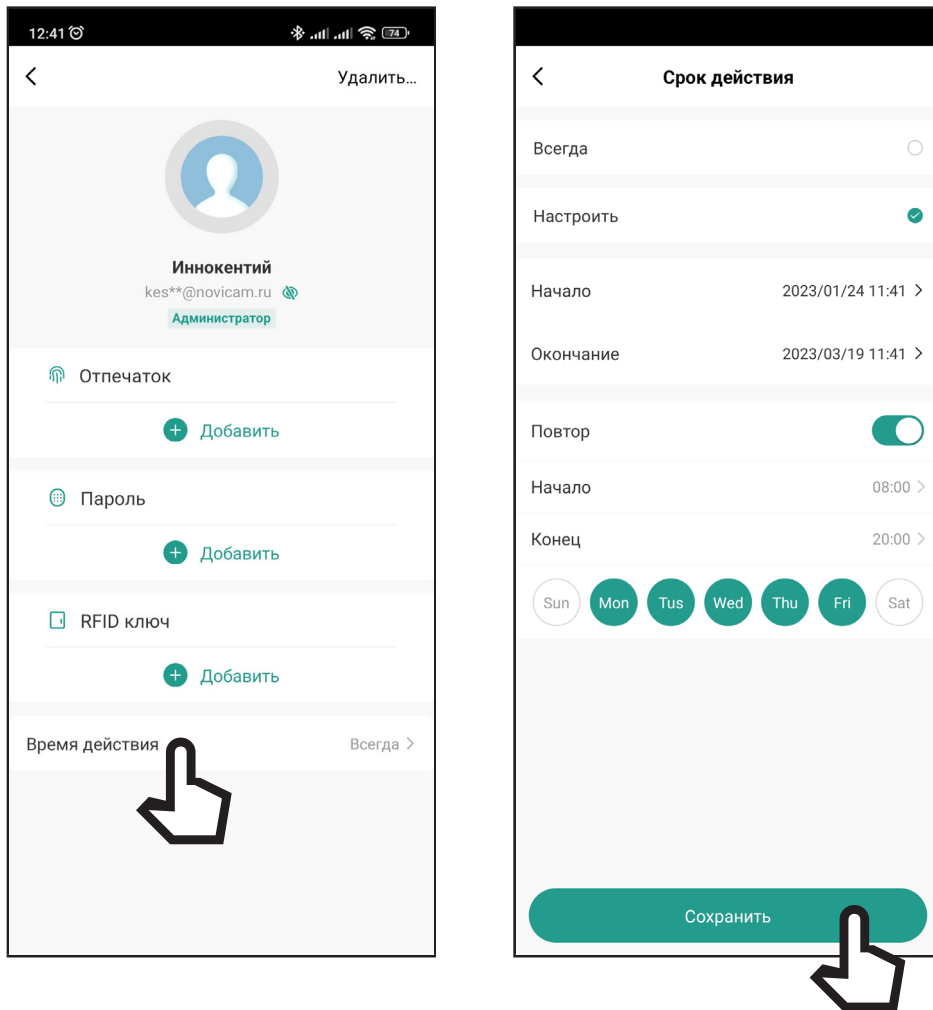 12:41
74
Удалить...
Иннокентий
kes**@novicam.ru
Администратор
Отпечаток
Добавить
Пароль
Добавить
RFID ключ
Добавить
Время действия Всегда
Срок действия
Всегда
Настроить
Начало 2023/01/24 11:41
Окончание 2023/03/19 11:41
Повтор
Начало 08:00
Конец 20:00
Sun Mon Tus Wed Thu Fri Sat
Сохранить